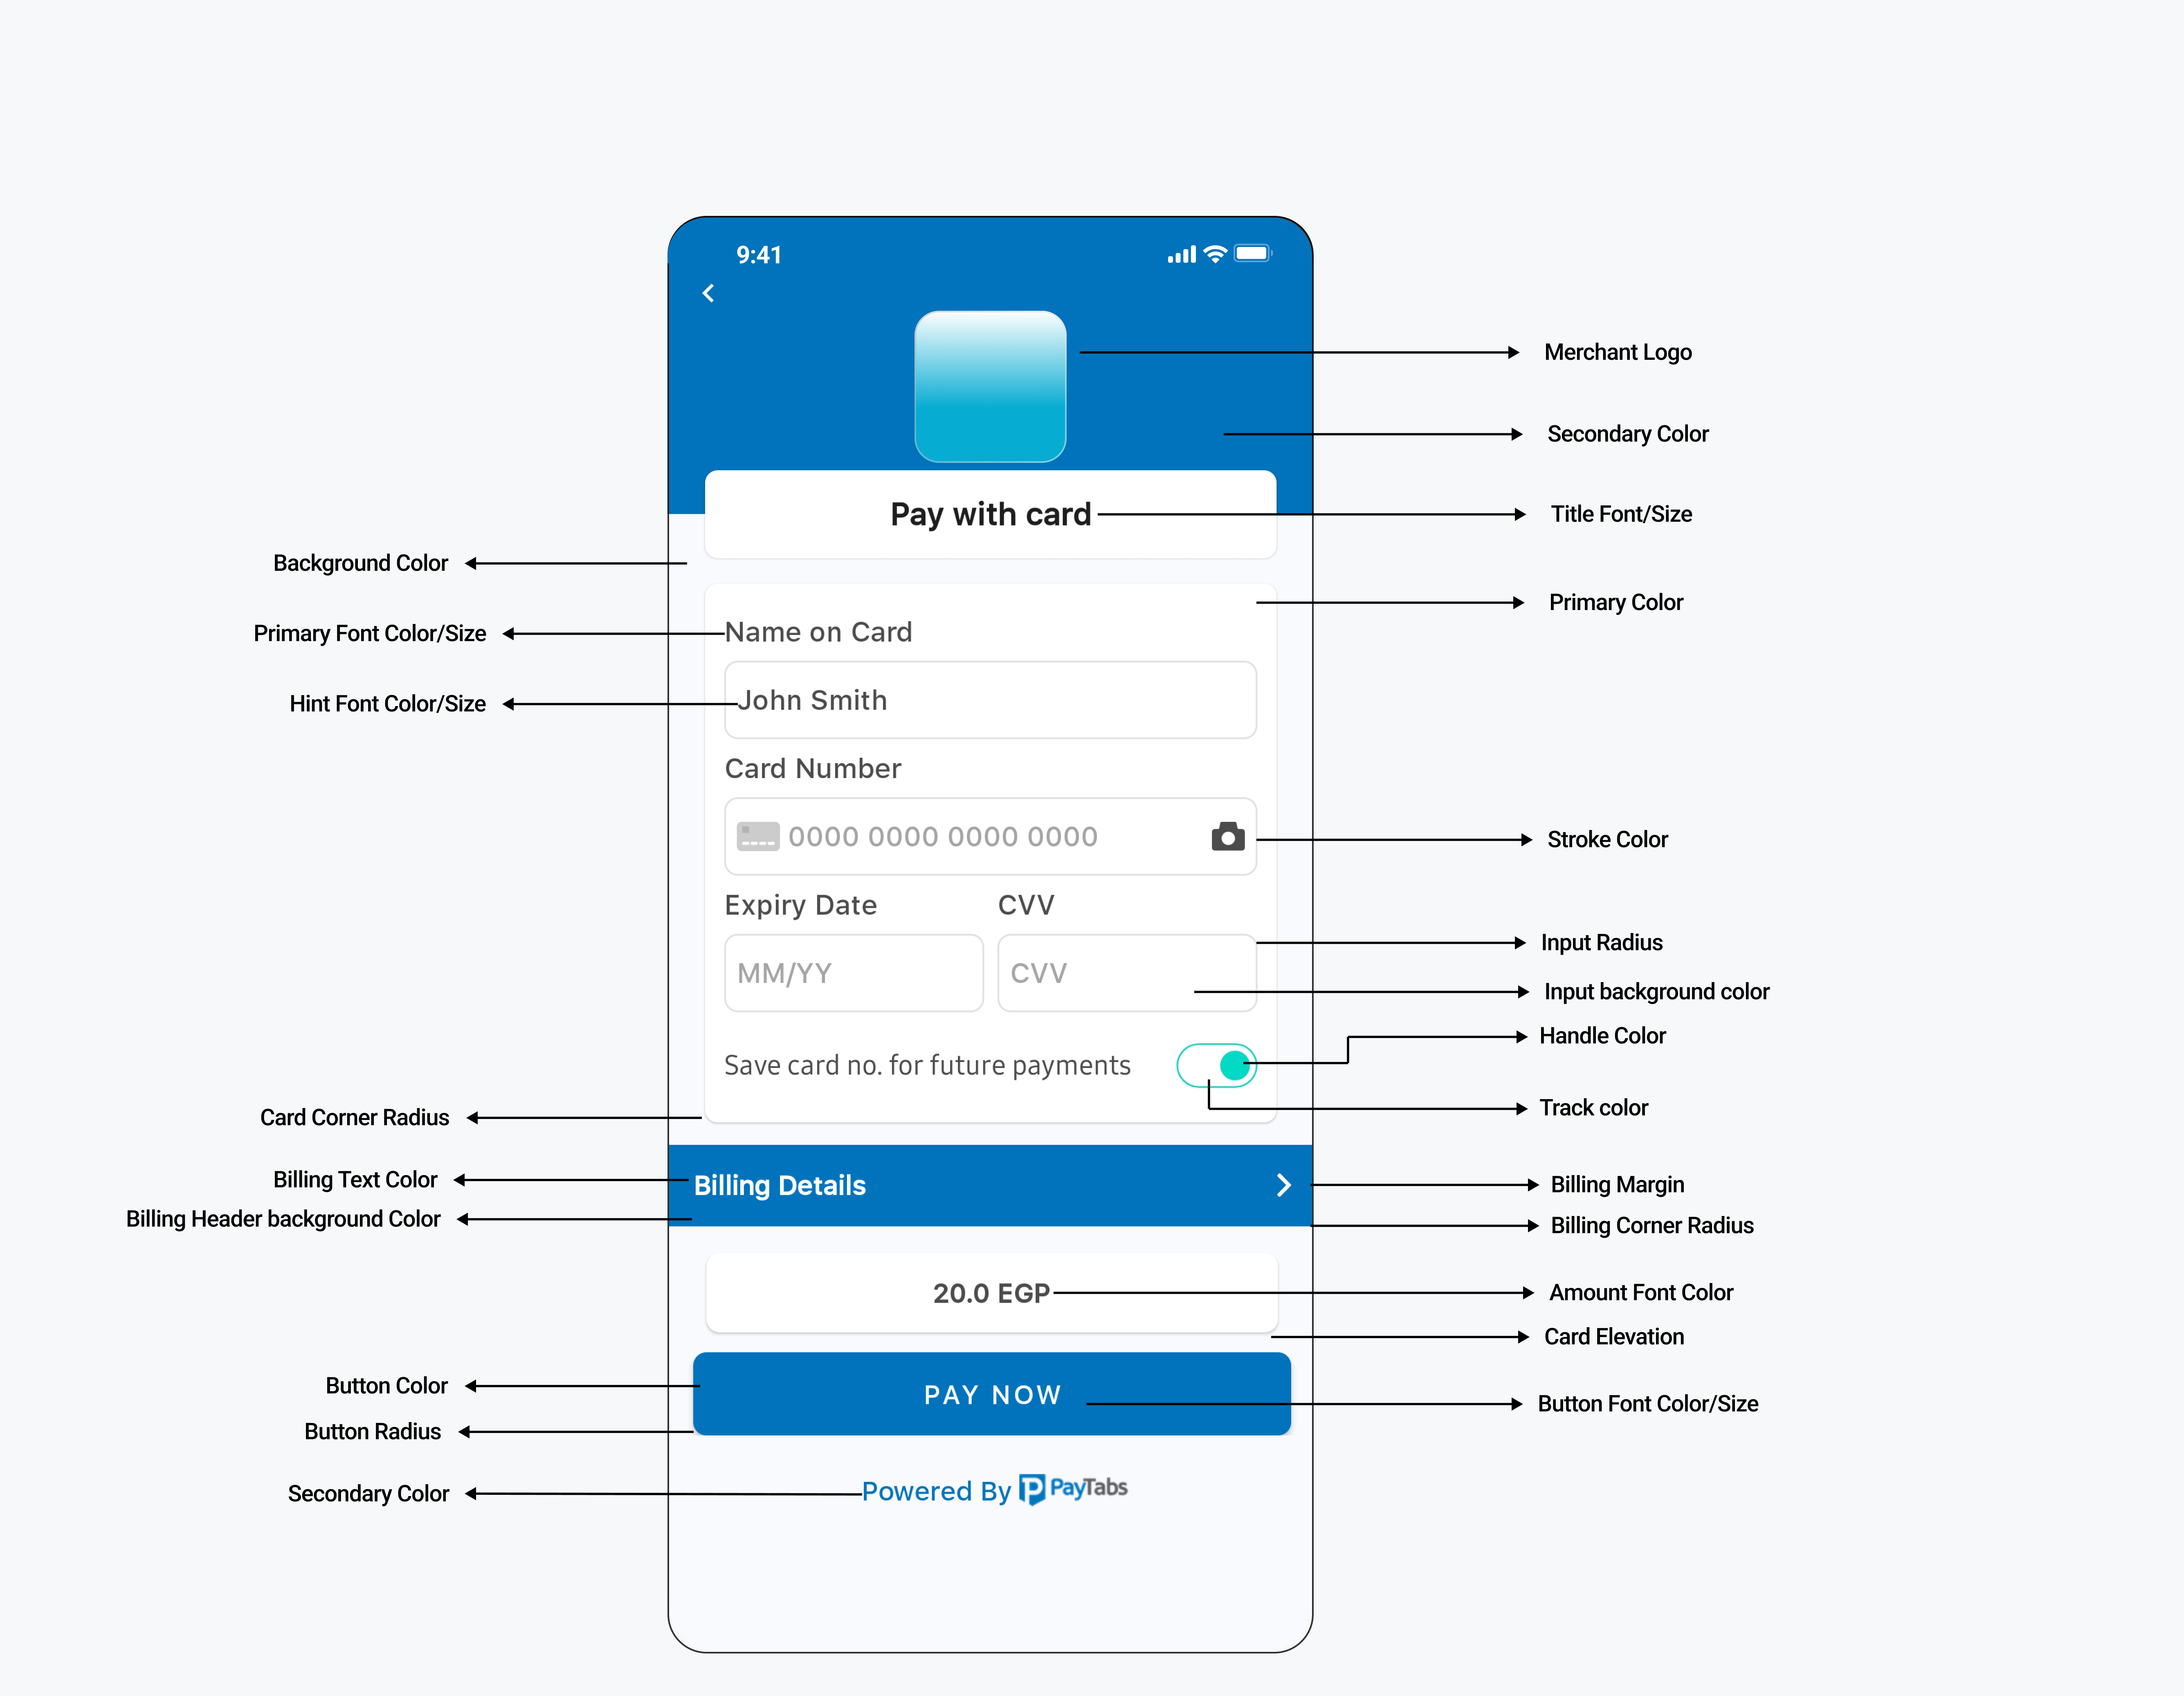 9:41
Merchant Logo
Secondary Color
Pay with card
Title Font/Size
Background Color
Primary Color
Primary Font Color/Size
Name on Card
Hint Font Color/Size
John Smith
Card Number
0000 0000 0000 0000
Stroke Color
Expiry Date
CVV
Input Radius
MM/YY
CVV
Input background color
Handle Color
Save card no. for future payments
Track color
Card Corner Radius
Billing Text Color
Billing Details
Billing Margin
Billing Header background Color
Billing Corner Radius
20.0 EGP
Amount Font Color
Card Elevation
Button Color
PAY NOW
Button Font Color/Size
Button Radius
Secondary Color
Powered By PayTabs